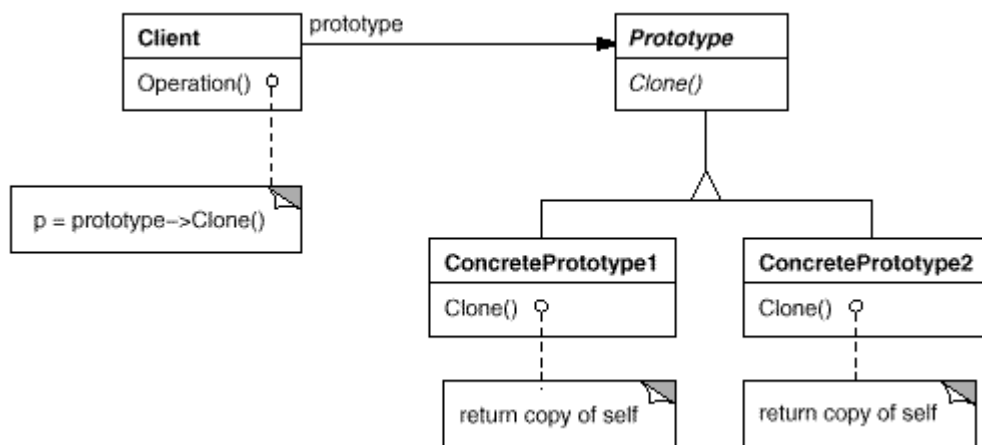 Client
prototype
Prototype
Operation()
Clone()
p = prototype–>Clone()
ConcretePrototype1
ConcretePrototype2
Clone()
Clone()
return copy of self
return copy of self